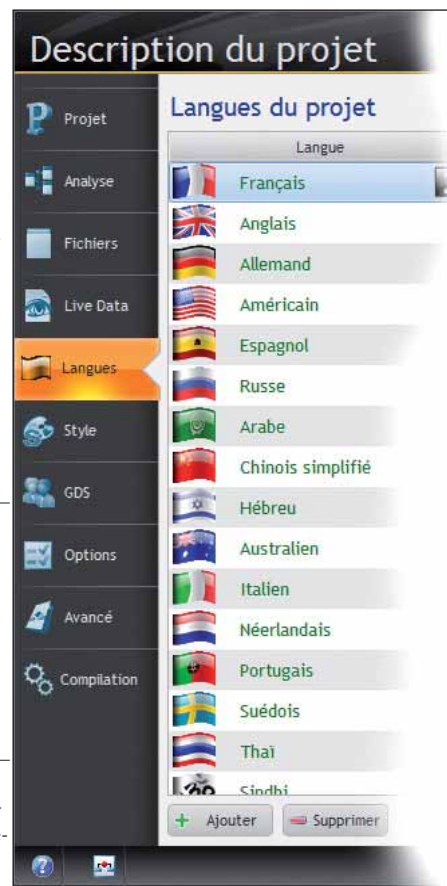 Description du projet
Projet
Analyse
Fichiers
Live Data
Langues
Style
GDS
Options
Avancé
Compilation
Langues du projet
Langue
Français
Anglais
Allemand
Américain
Espagnol
Russe
Arabe
Chinois simplifié
Hébreu
Australien
Italien
Néerlandais
Portugais
Suédois
Thaï
Sindhi
Ajouter
Supprimer